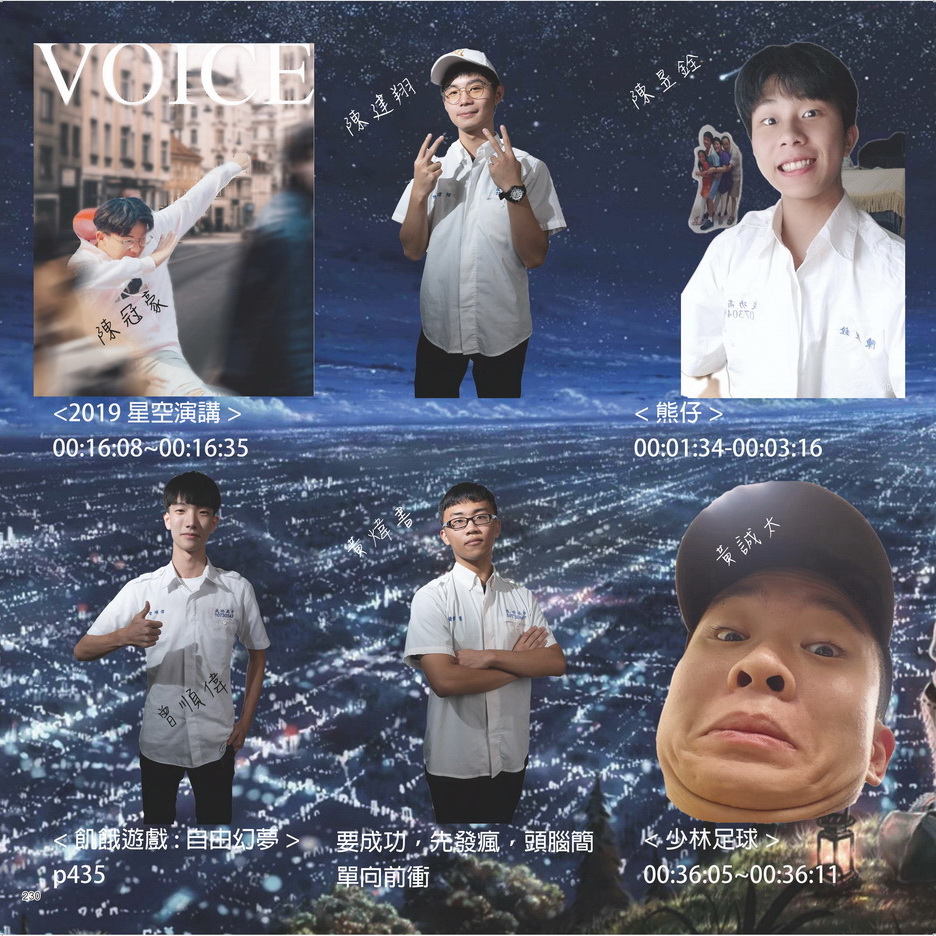 VOICE
陳冠豪
陳建翔
陳昱銓
<2019 星空演講 >
00:16:08~00:16:35
< 熊仔 >
00:01:34-00:03:16
曾順偉
黃煒書
黃誠太
< 飢餓遊戲 : 自由幻夢 >
p435
要成功，先發瘋，頭腦簡
單向前衝
< 少林足球 >
00:36:05~00:36:11
230